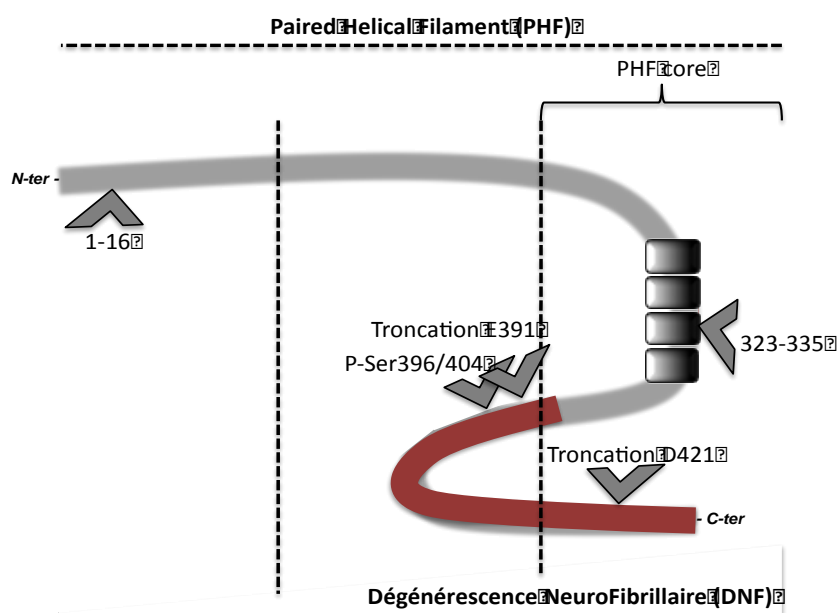 Paired Helical Filament (PHF)
PHF core
N-ter -
1-16
Troncation E391
P-Ser396/404
323-335
Troncation D421
- C-ter
Dégénérescence NeuroFibrillaire (DNF)